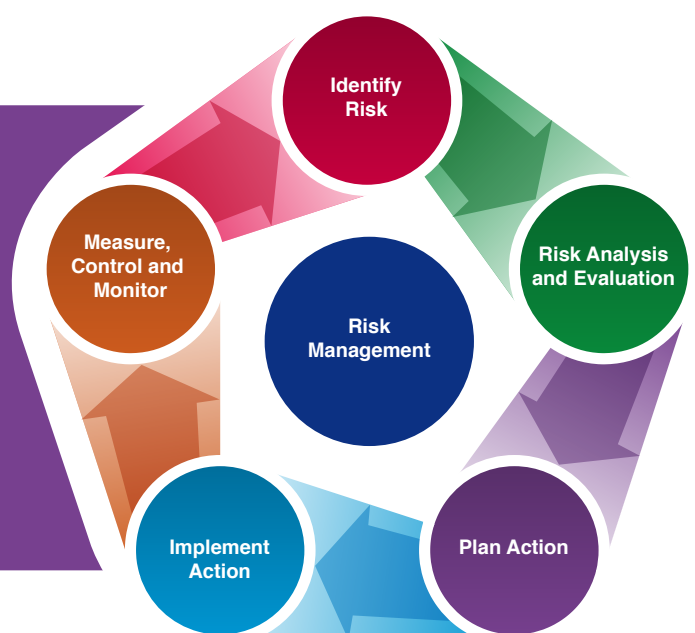 Identify
Risk
Risk Analysis
and Evaluation
Plan Action
Implement
Action
Measure,
Control and
Monitor
Risk
Management